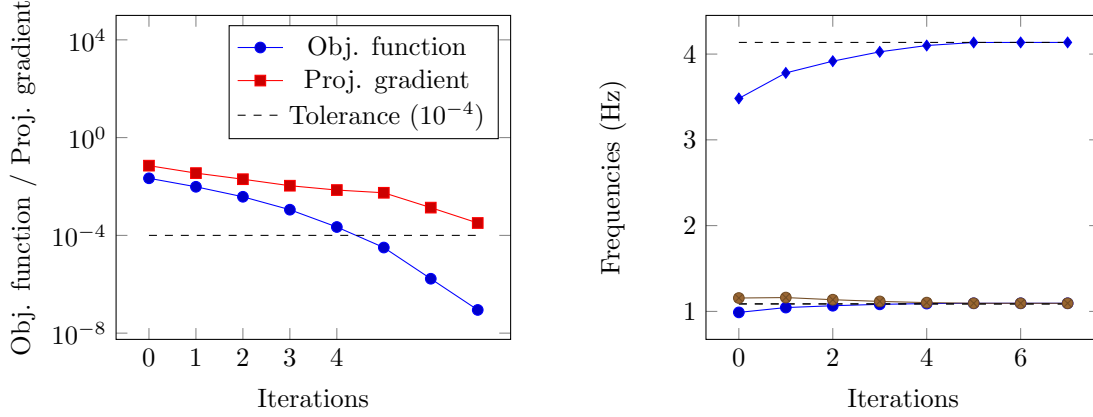 10^4
10^0
10^−4
10^−8
Obj. function / Proj. gradient
Obj. function
Proj. gradient
Tolerance (10^−4)
0 1 2 3 4
Iterations
4
3
2
1
Frequencies (Hz)
0 2 4 6
Iterations